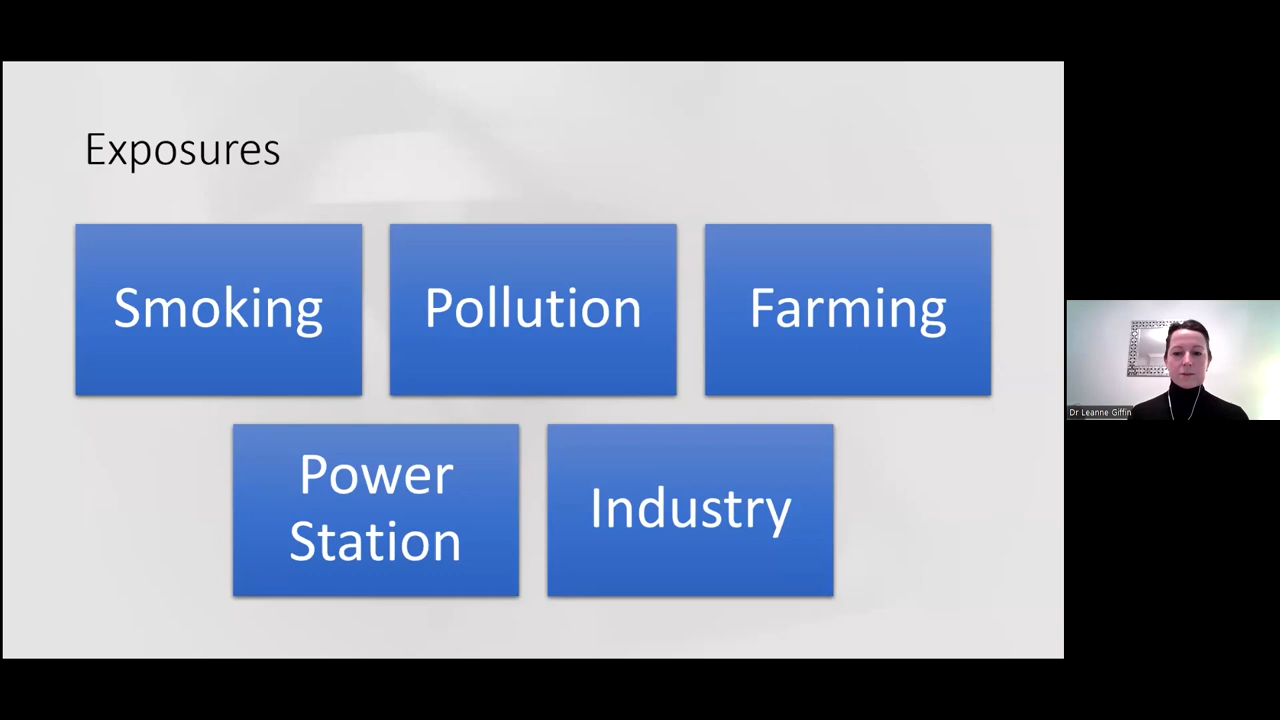 Exposures
Smoking
Pollution
Farming
Power
Station
Industry
Dr Leanne Giffin